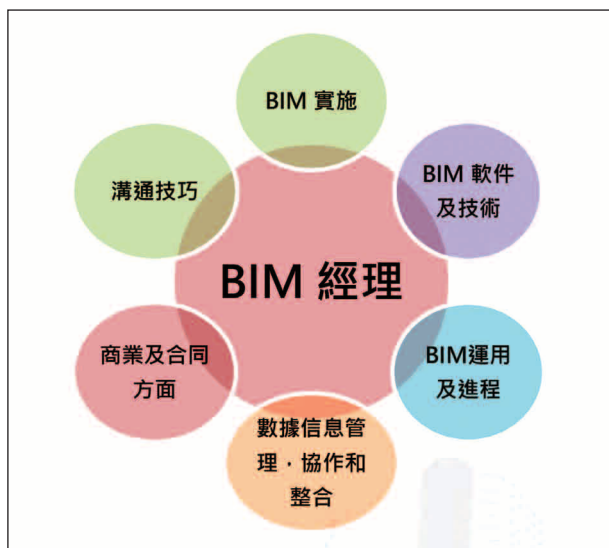 BIM 實施
BIM 軟件
及技術
BIM運用
及進程
數據信息管
理．協作和
整合
商業及合同
方面
溝通技巧
BIM 經理